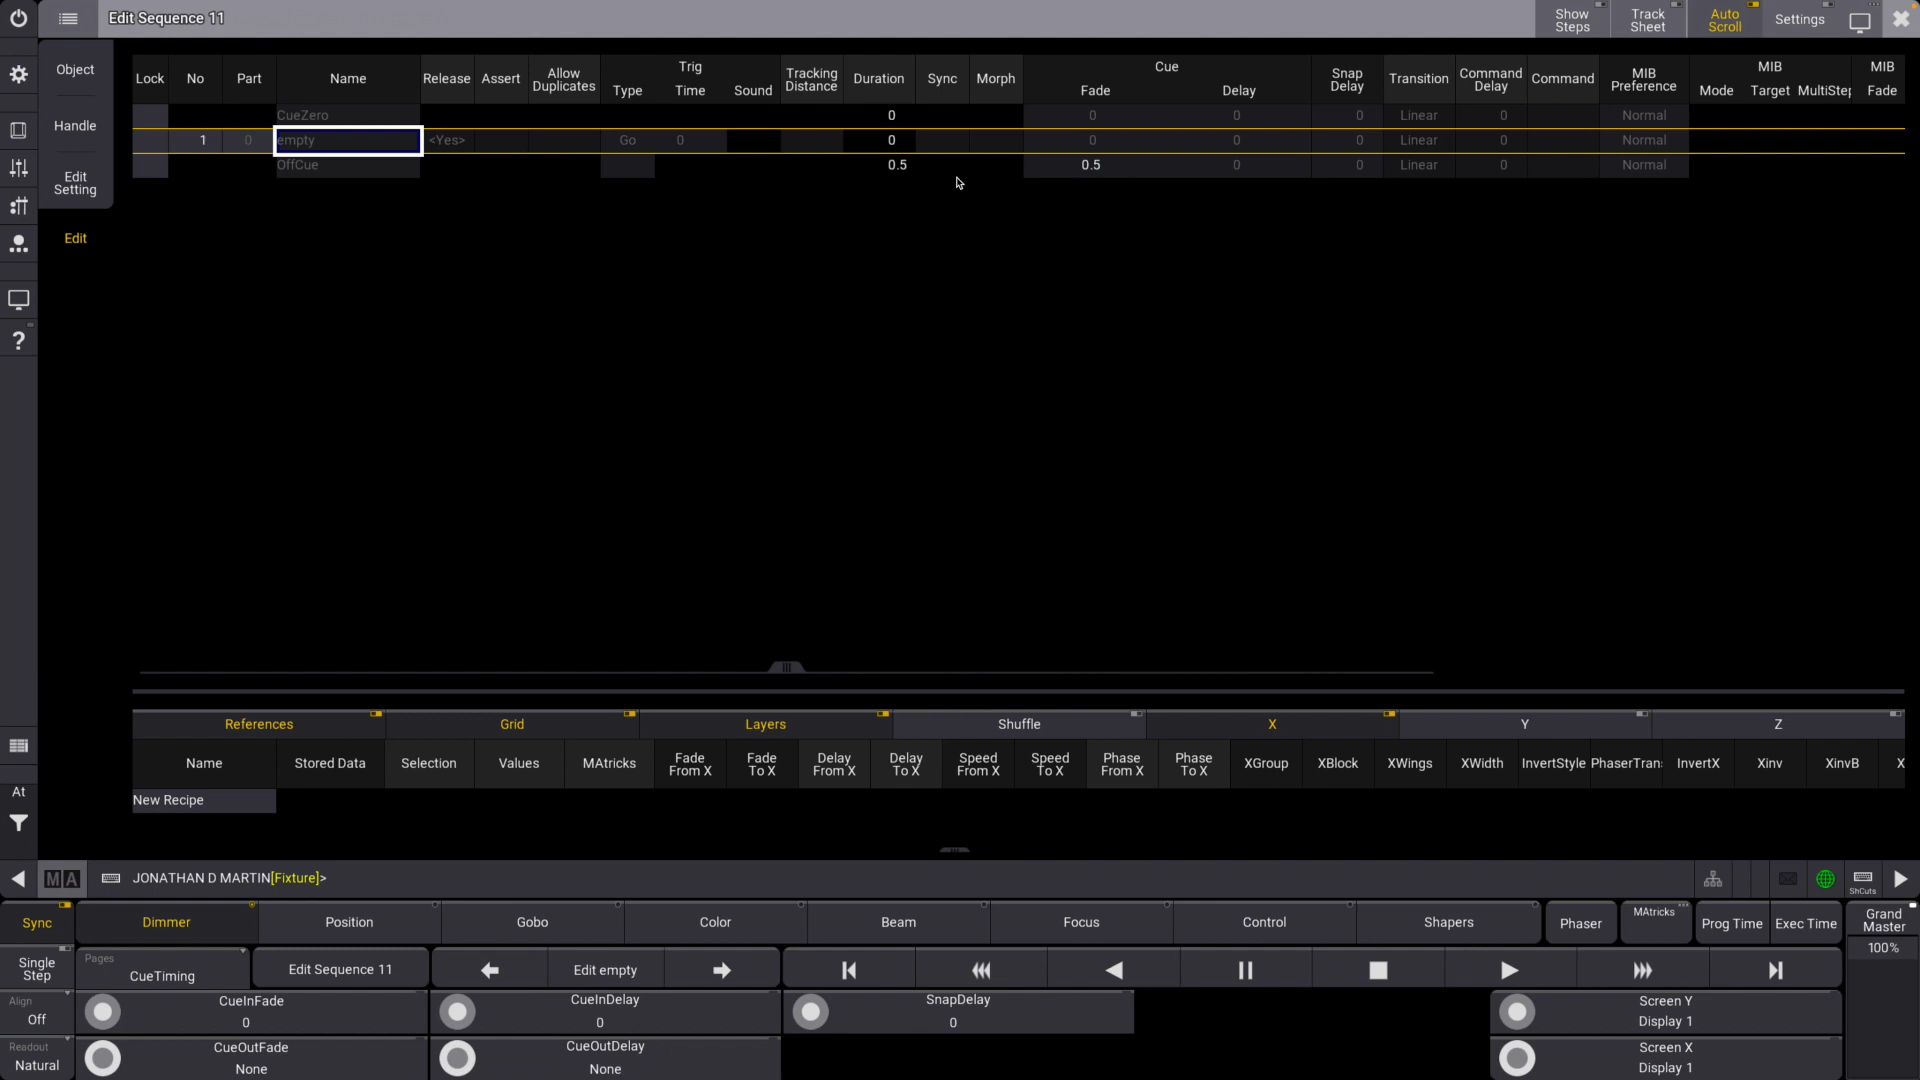 Edit Sequence 11
Show Steps
Track Sheet
Auto Scroll
Settings
Object
Handle
Edit Setting
Edit
Lock No Part Name Release Assert Allow Duplicates Trig Type Time Sound Tracking Distance Duration Sync Morph Cue Fade Delay Snap Delay Transition Command Delay Command MIB Preference MIB Mode Target MultiStep MIB Fade
CueZero 0 0 0 Linear 0 0 Normal
1 0 empty <Yes> Go 0 0 0 0 0 Linear 0 Normal
OffCue 0.5 0.5 0 0 Linear 0 Normal
References Grid Layers Shuffle X Y Z
Name Stored Data Selection Values MAtricks Fade From X Fade To X Delay From X Delay To X Speed From X Speed To X Phase From X Phase To X XGroup XBlock XWings XWidth InvertStyle PhaserTran InvertX Xinv XinvB X
New Recipe
At
MA
JONATHAN D MARTIN[Fixture]>
ShCuts
Sync Dimmer Position Gobo Color Beam Focus Control Shapers Phaser MAtricks Prog Time Exec Time Grand Master
100%
Single Step
Pages
CueTiming
Edit Sequence 11
Edit empty
Align
Off
CueInFade
0
CueInDelay
0
SnapDelay
0
Screen Y
Display 1
Readout
Natural
CueOutFade
None
CueOutDelay
None
Screen X
Display 1